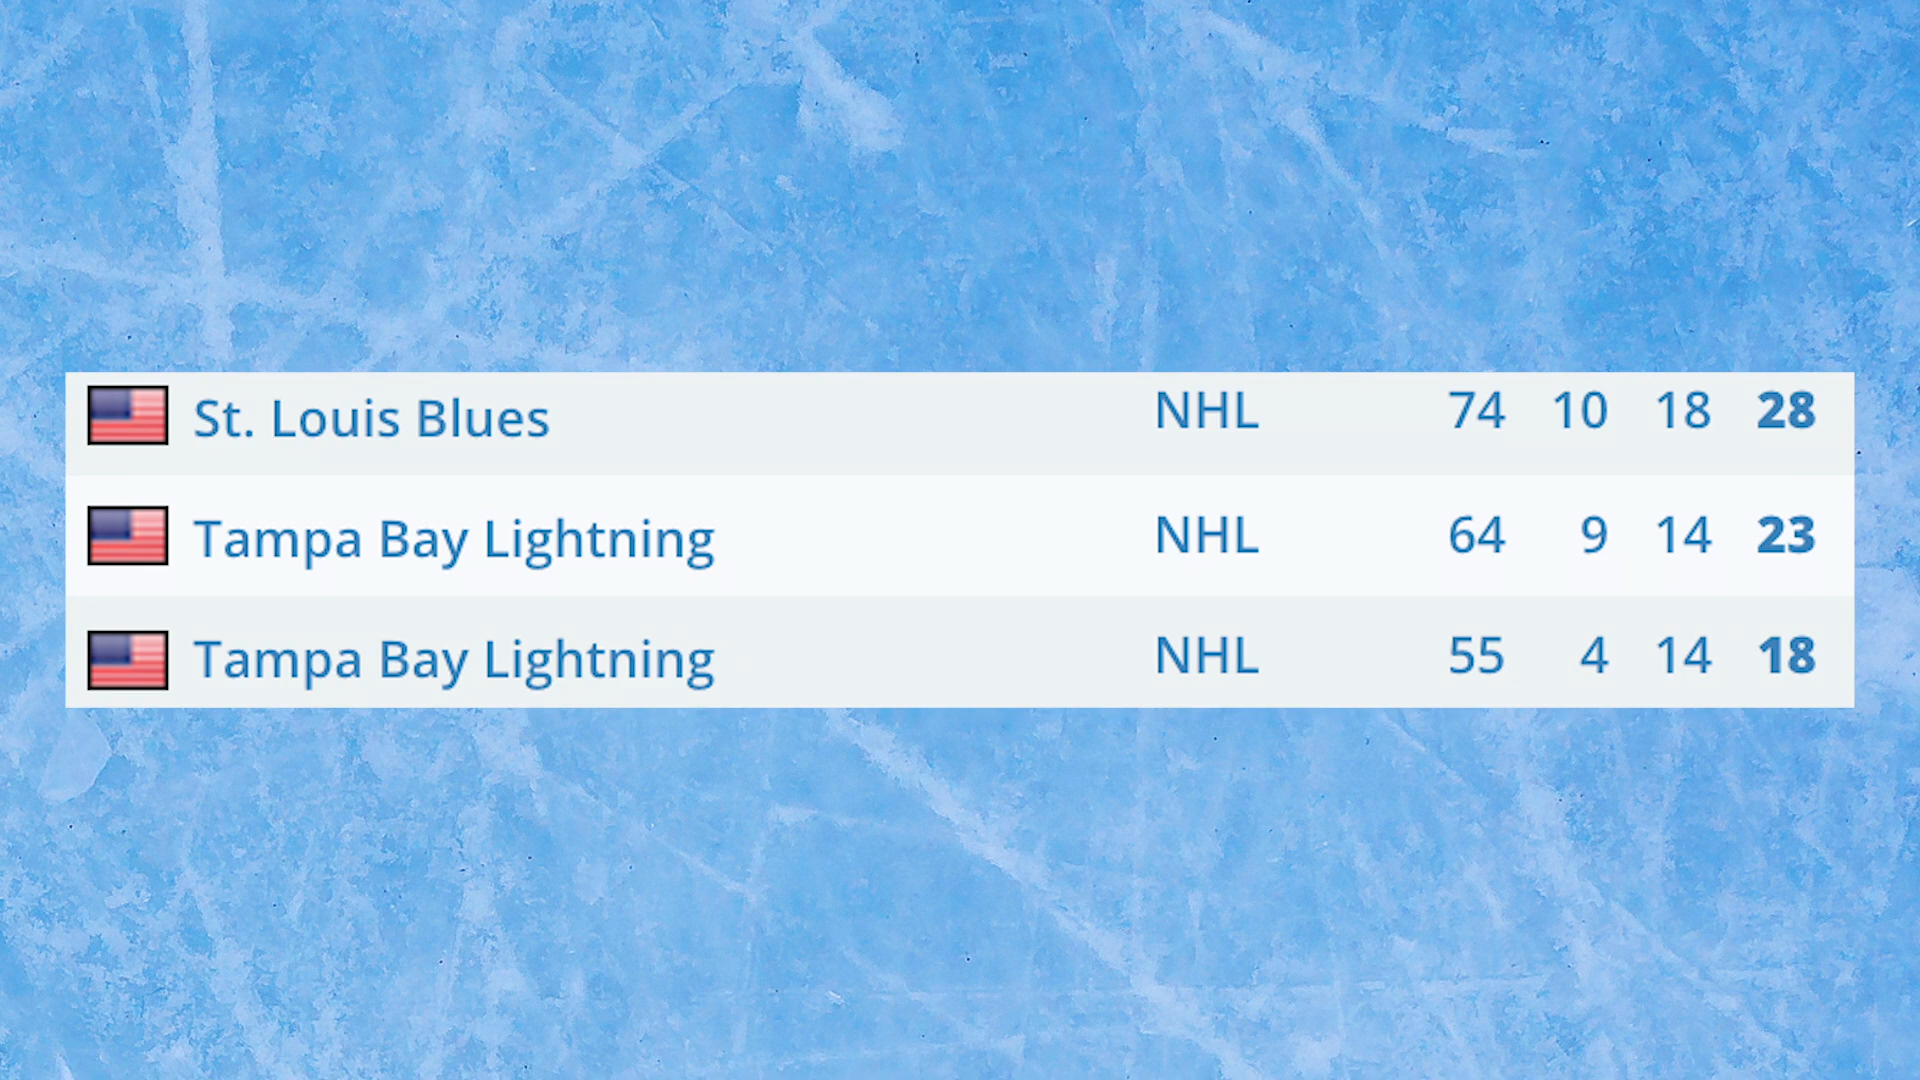 St. Louis Blues NHL 74 10 18 28
Tampa Bay Lightning NHL 64 9 14 23
Tampa Bay Lightning NHL 55 4 14 18